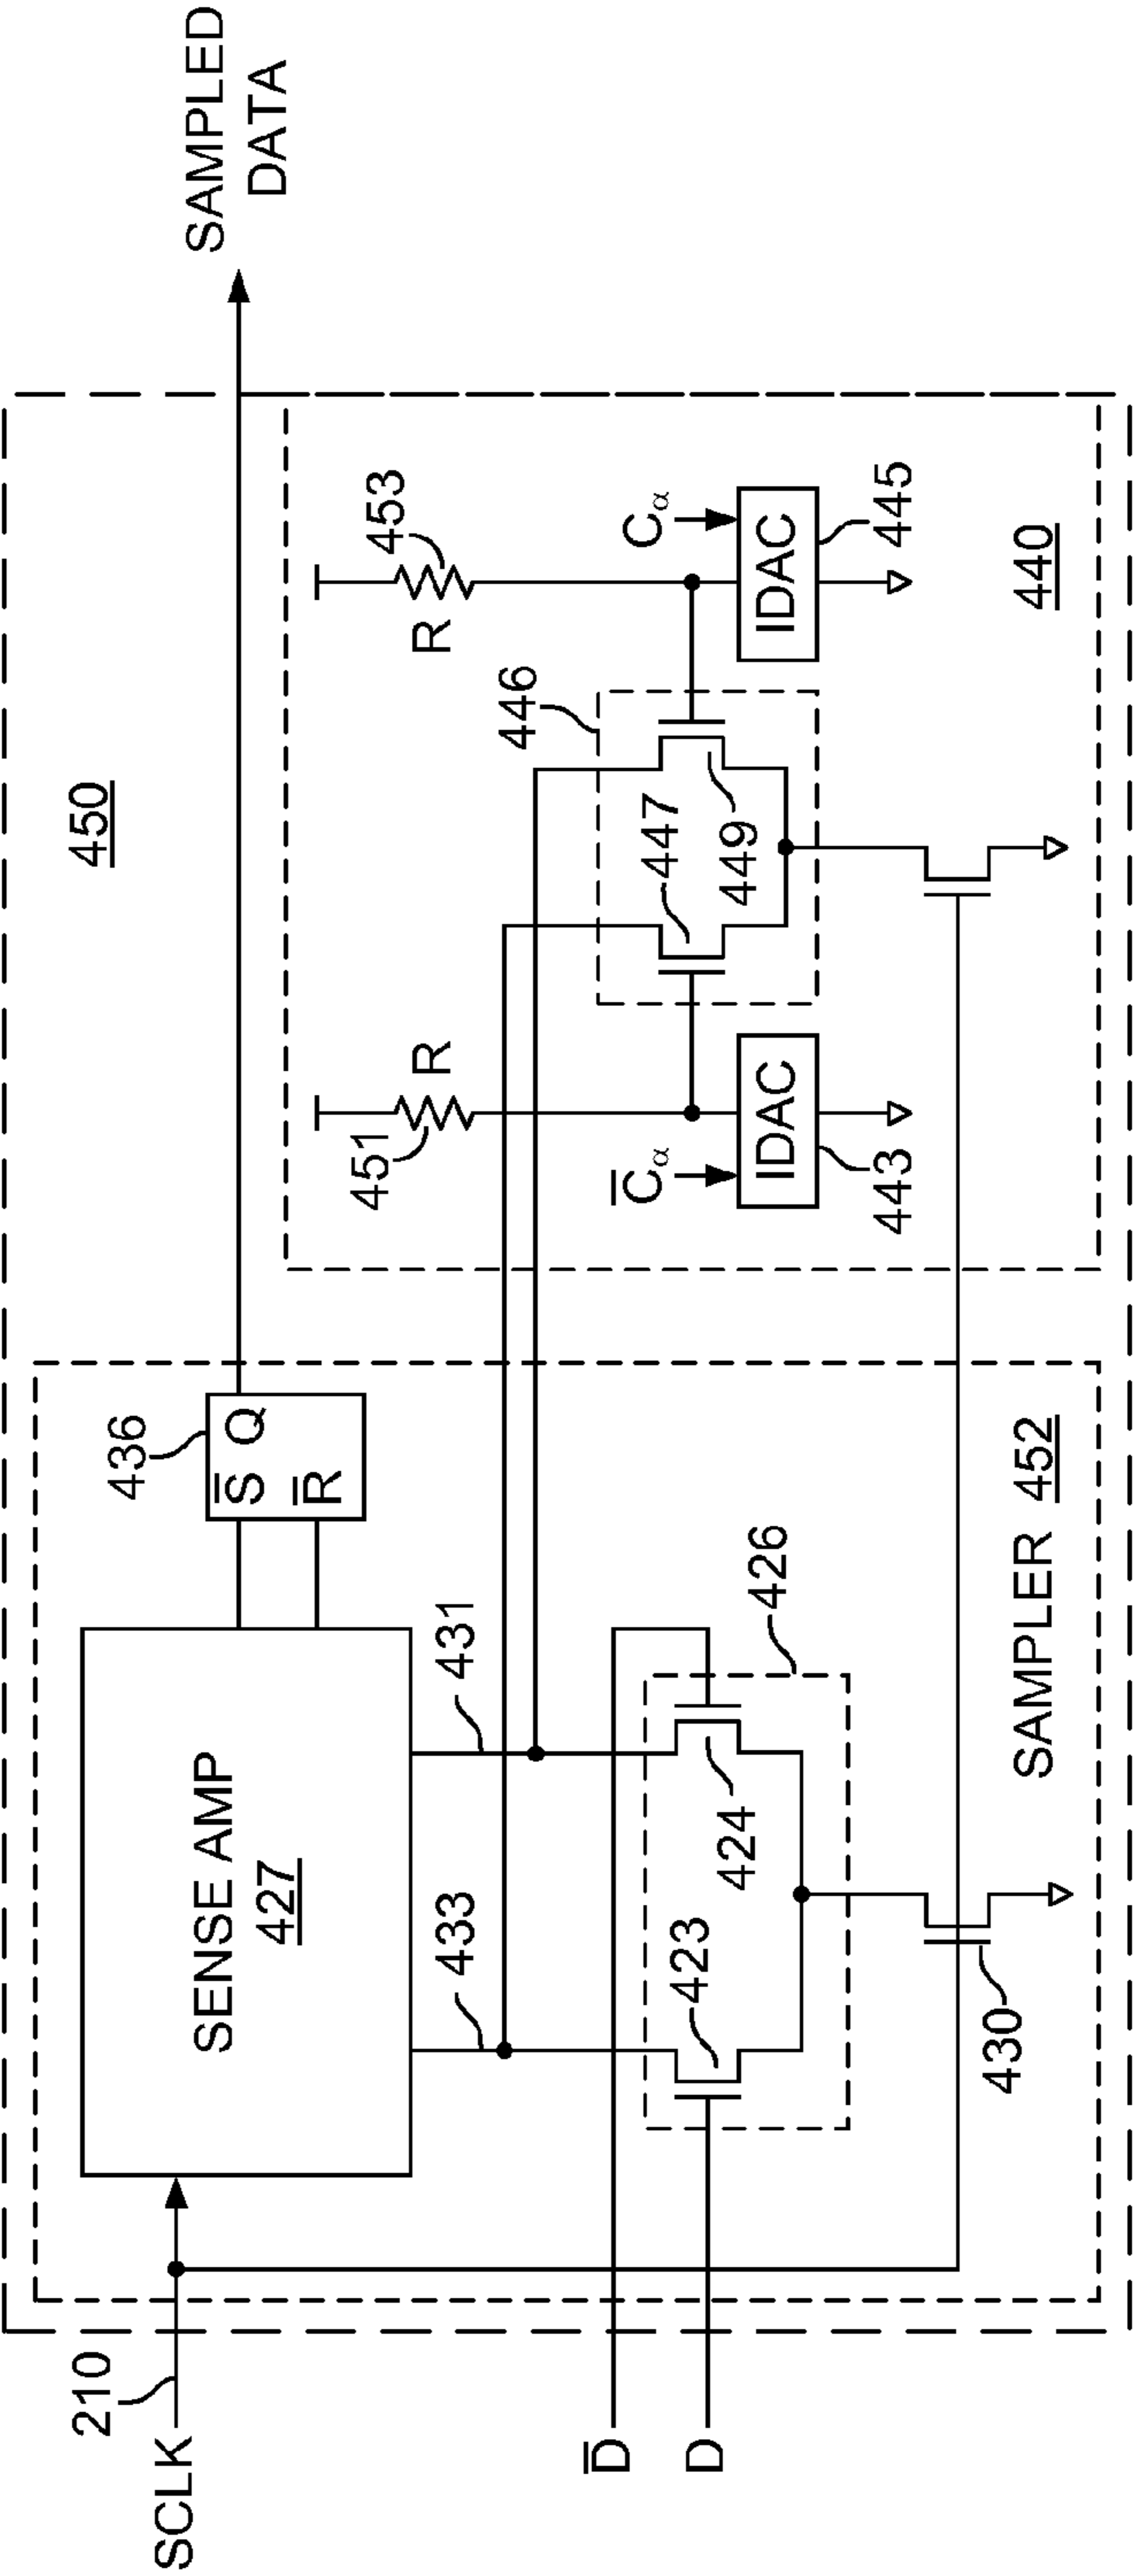 SAMPLED
DATA
450
436
S̅ Q
R̅
SENSE AMP
427
SCLK
210
433
431
451
R
R
453
446
447
449
C̅α
Cα
IDAC
IDAC
443
445
440
426
423
424
D̅
D
430
SAMPLER 452